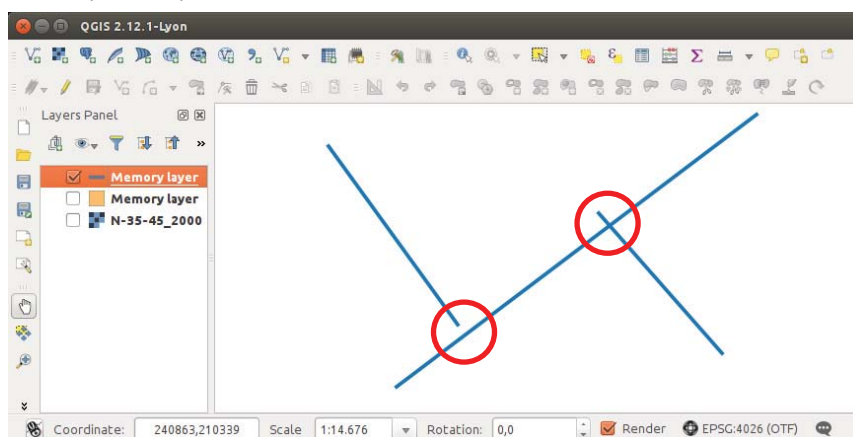 QGIS 2.12.1-Lyon
Layers Panel
Memory layer
Memory layer
N-35-45_2000
Coordinate: 240863,210339 Scale 1:14.676 Rotation: 0,0 Render EPSG:4026 (OTF)